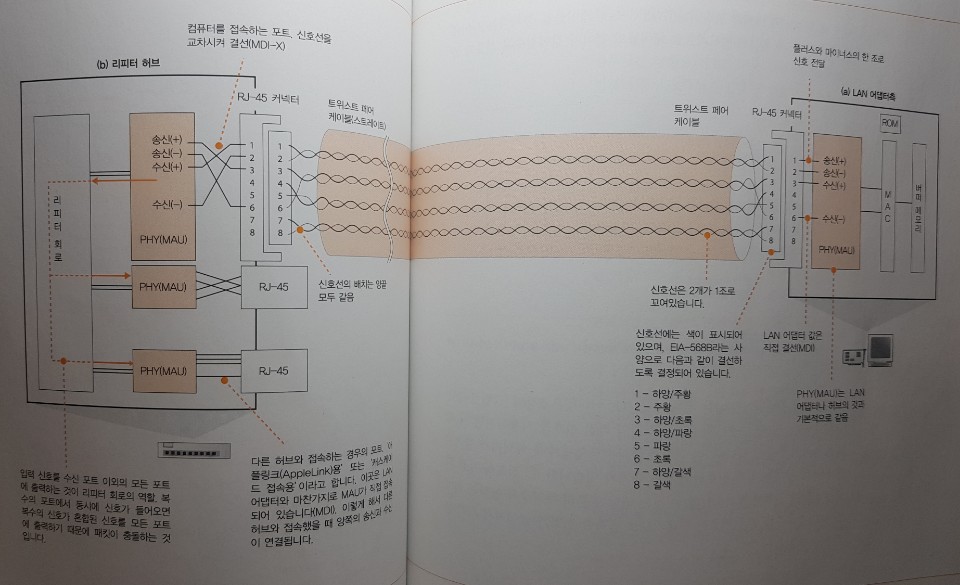 컴퓨터를 접속하는 포트. 신호선을
교차시켜 결선(MDI-X)
(b) 리피터 허브
RJ-45 커넥터
트위스트 페어
케이블(스트레이트)
송신(+)
송신(-)
수신(+)
수신(-)
PHY(MAU)
리피터 회로
1
2
3
4
5
6
7
8
1
2
3
4
5
6
7
8
PHY(MAU)
RJ-45
PHY(MAU)
RJ-45
신호선의 배치는 양끝
모두 같음
입력 신호를 수신 포트 이외의 모든 포트
에 출력하는 것이 리피터 회로의 역할. 복
수의 포트에서 동시에 신호가 들어오면
복수의 신호가 혼합된 신호를 모든 포트
에 출력하기 때문에 패킷이 충돌하는 것
입니다.
다른 허브와 접속하는 경우의 포트.
플링크(AppleLink)용' 또는 '캐스케이
드 접속용'이라고 합니다. 이곳은 LAN
어댑터와 마찬가지로 MAU가 직접 접속
되어 있습니다(MDI). 이렇게 해서 다른
허브와 접속했을 때 양쪽의 송신과 수신
이 연결됩니다.
플러스와 마이너스의 한 조로
신호 전달
(a) LAN 어댑터측
트위스트 페어
케이블
RJ-45 커넥터
ROM
1
2
3
4
5
6
7
8
1
2
3
4
5
6
7
8
송신(+)
송신(-)
수신(+)
수신(-)
PHY(MAU)
MAC
버퍼 메모리
신호선은 2개가 1조로
꼬여있습니다.
신호선에는 색이 표시되어
있으며, EIA-568B라는 사
양으로 다음과 같이 결선하
도록 결정되어 있습니다.
1 - 하양/주황
2 - 주황
3 - 하양/초록
4 - 하양/파랑
5 - 파랑
6 - 초록
7 - 하양/갈색
8 - 갈색
LAN 어댑터 같은
직접 결선(MDI)
PHY(MAU)는 LAN
어댑터나 허브의 것과
기본적으로 같음